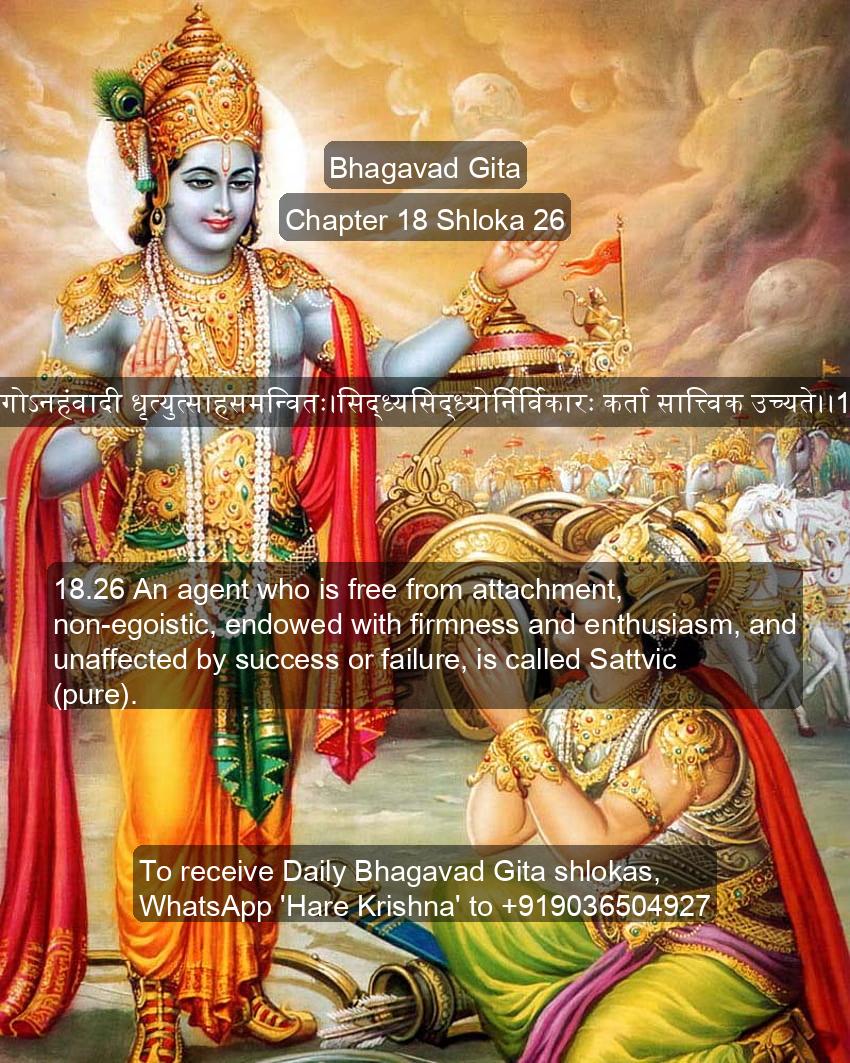 Bhagavad Gita
Chapter 18 Shloka 26
गोऽनहंवादी धृत्युत्साहसमन्वितः।सिद्ध्यसिद्ध्योर्निर्विकारः कर्ता सात्त्विक उच्यते।।1
18.26 An agent who is free from attachment,
non-egoistic, endowed with firmness and enthusiasm, and
unaffected by success or failure, is called Sattvic
(pure).
To receive Daily Bhagavad Gita shlokas,
WhatsApp 'Hare Krishna' to +919036504927